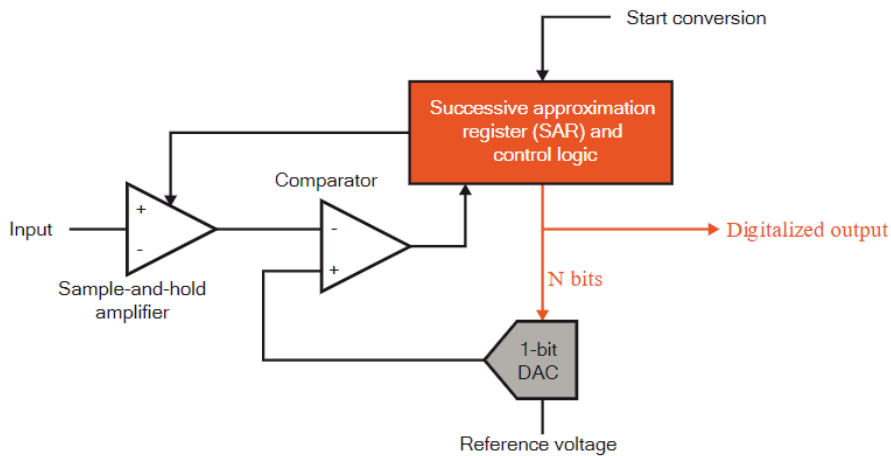 Start conversion
Successive approximation
register (SAR) and
control logic
Comparator
Input
+
-
-
+
Sample-and-hold
amplifier
Digitalized output
N bits
1-bit
DAC
Reference voltage